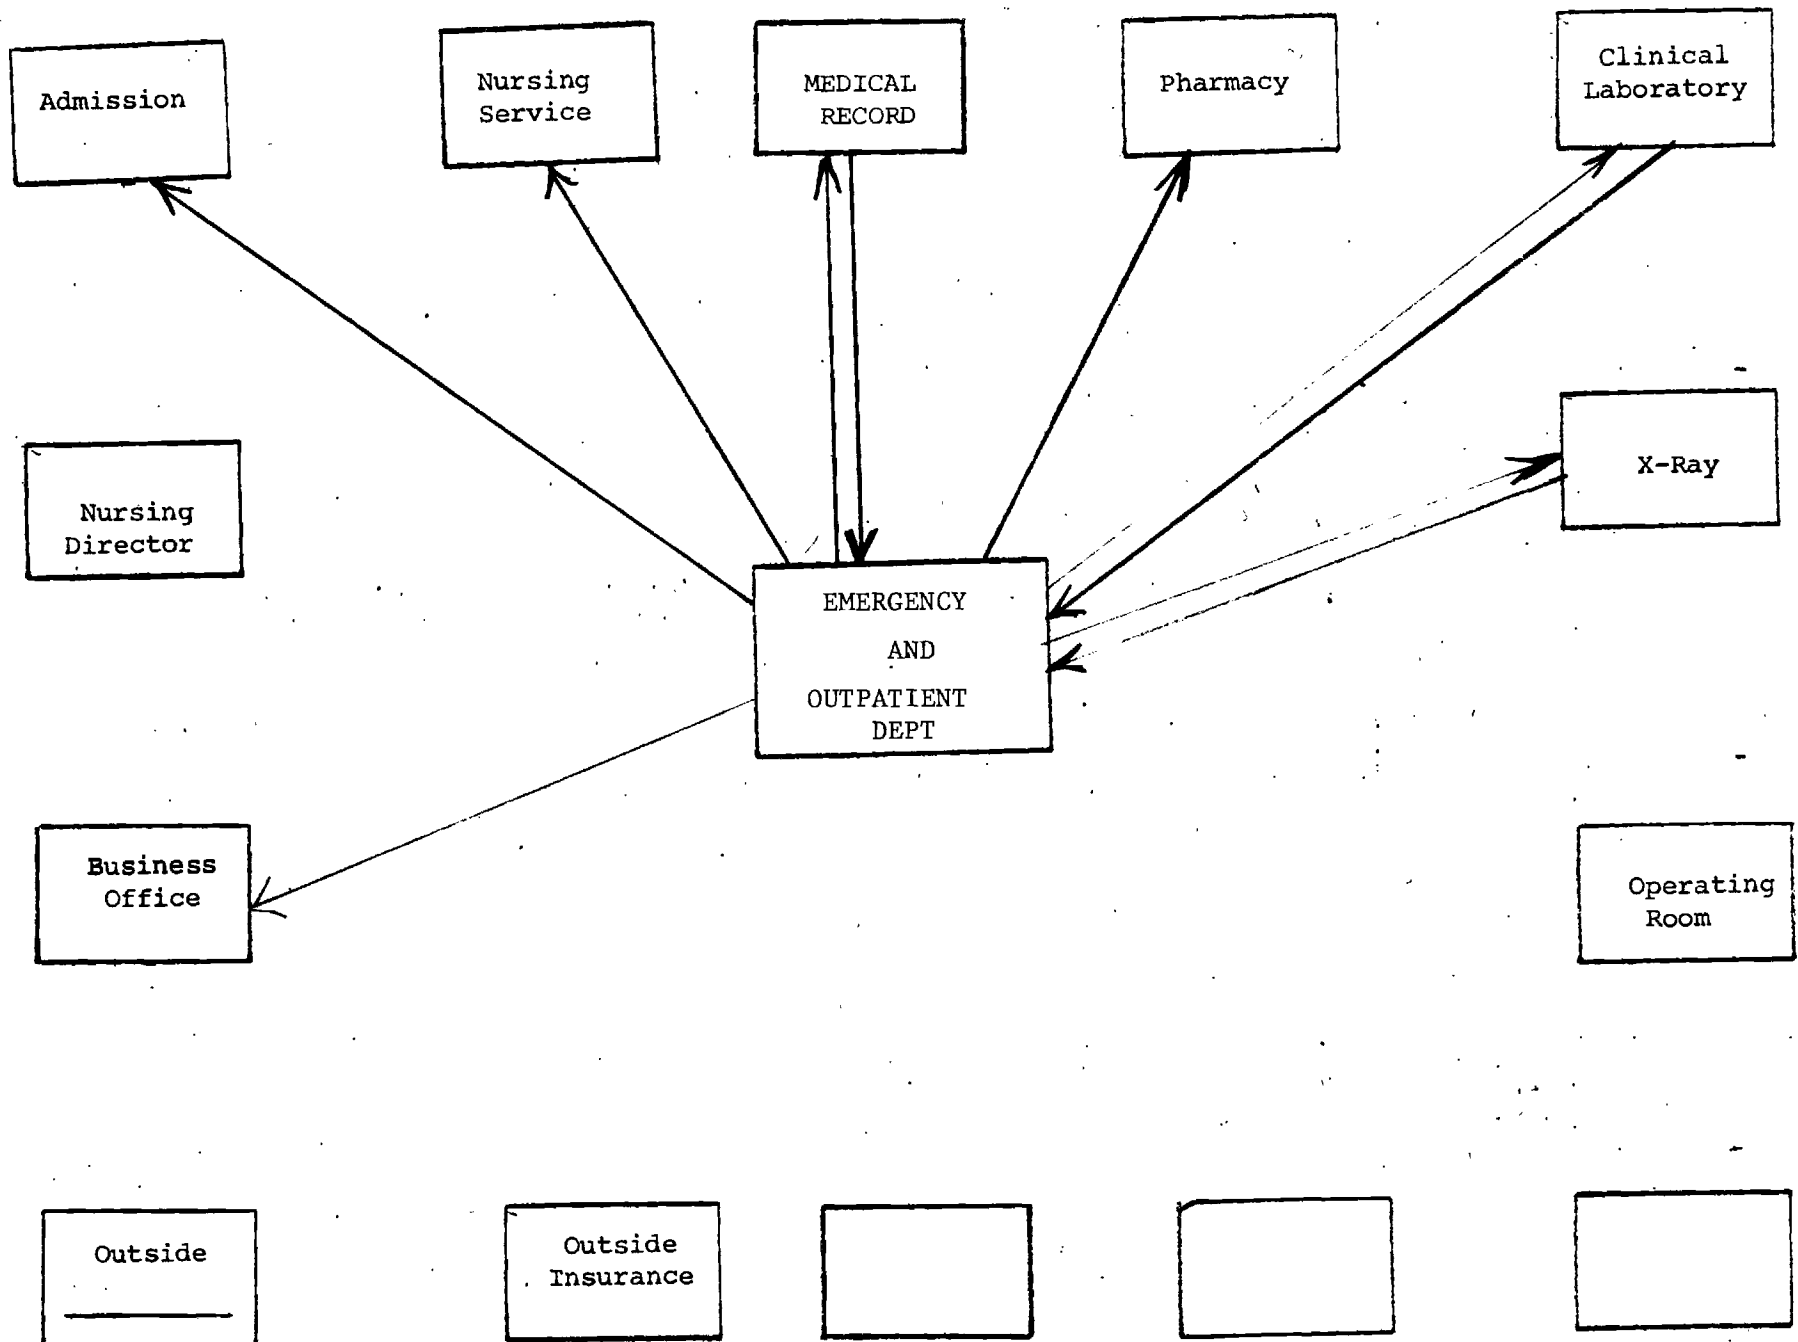 Admission
Nursing
Service
MEDICAL
RECORD
Pharmacy
Clinical
Laboratory
Nursing
Director
X-Ray
EMERGENCY
AND
OUTPATIENT
DEPT
Business
Office
Operating
Room
Outside
Outside
Insurance